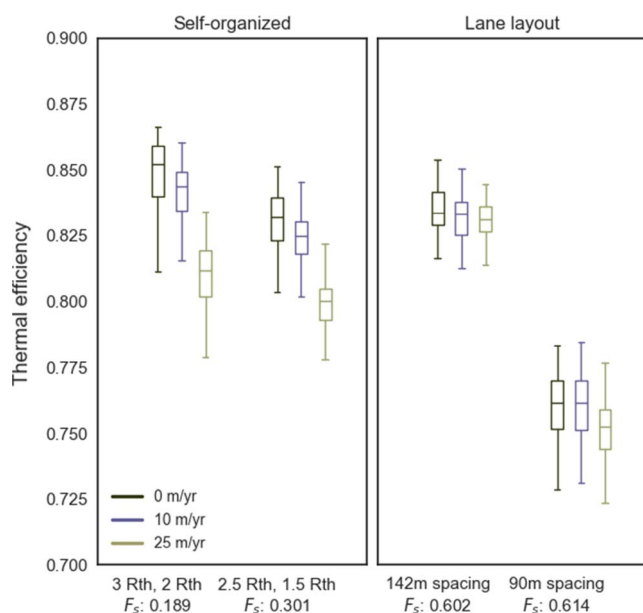 Self-organized
Lane layout
Thermal efficiency
0.900
0.875
0.850
0.825
0.800
0.775
0.750
0.725
0.700
0 m/yr
10 m/yr
25 m/yr
3 Rth, 2 Rth
Fs: 0.189
2.5 Rth, 1.5 Rth
Fs: 0.301
142m spacing
Fs: 0.602
90m spacing
Fs: 0.614